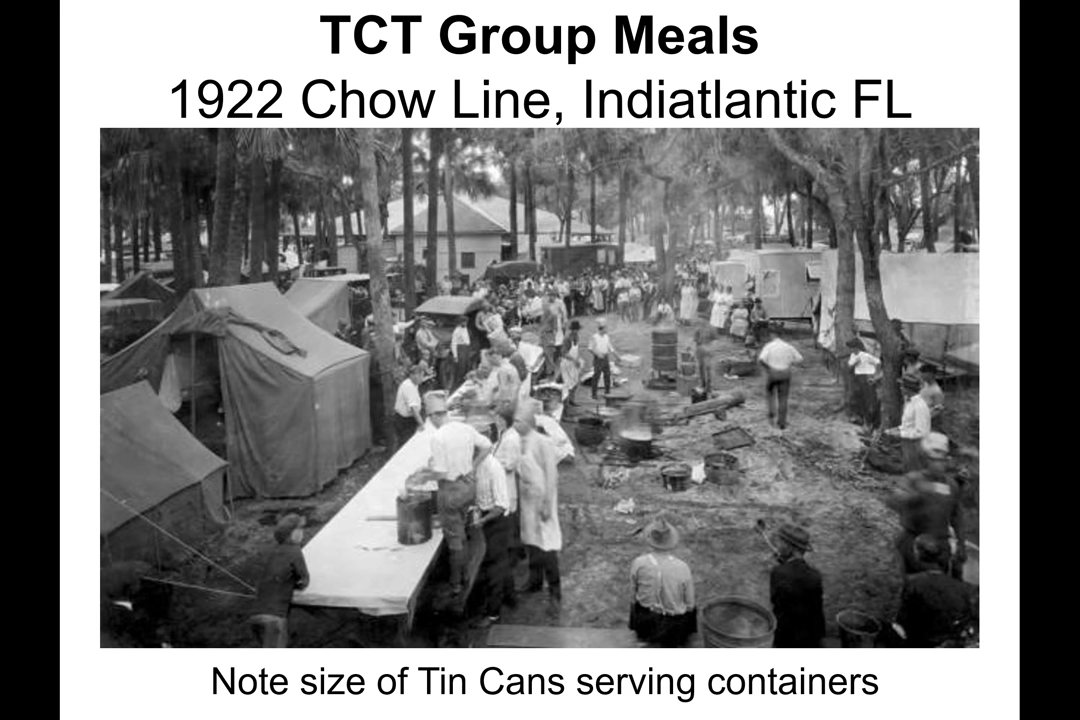 TCT Group Meals
1922 Chow Line, Indiatlantic FL
Note size of Tin Cans serving containers